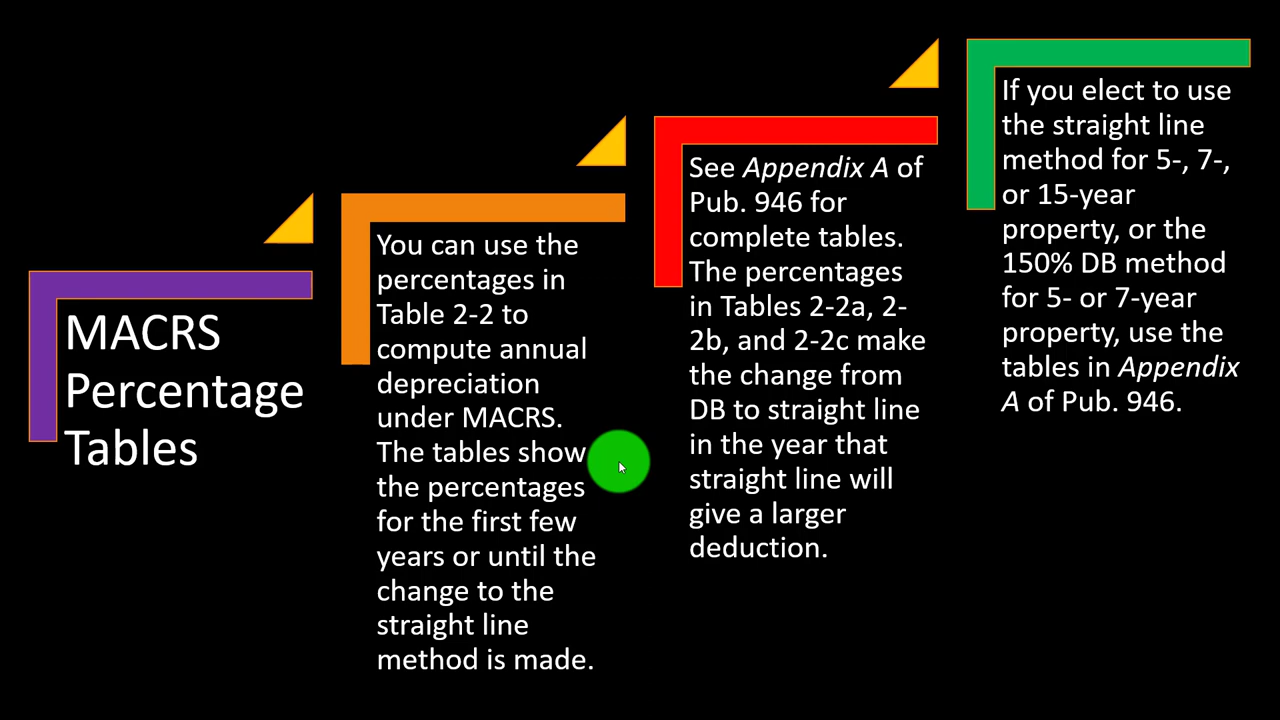 MACRS
Percentage
Tables
You can use the
percentages in
Table 2-2 to
compute annual
depreciation
under MACRS.
The tables show
the percentages
for the first few
years or until the
change to the
straight line
method is made.
See Appendix A of
Pub. 946 for
complete tables.
The percentages
in Tables 2-2a, 2-
2b, and 2-2c make
the change from
DB to straight line
in the year that
straight line will
give a larger
deduction.
If you elect to use
the straight line
method for 5-, 7-,
or 15-year
property, or the
150% DB method
for 5- or 7-year
property, use the
tables in Appendix
A of Pub. 946.